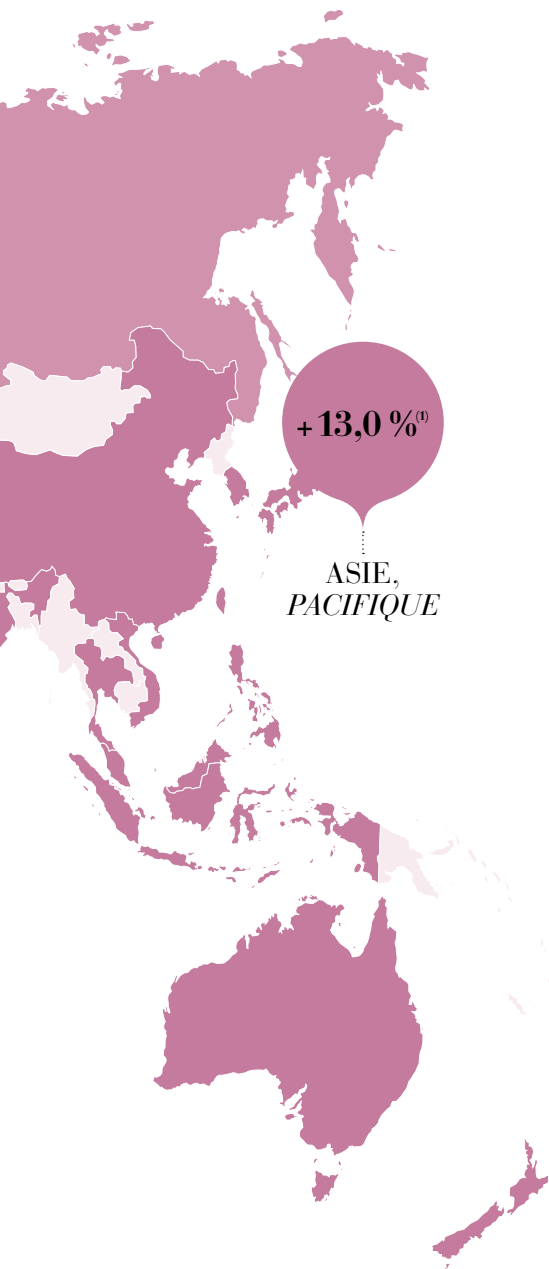 + 13,0 %(1)
ASIE,
PACIFIQUE